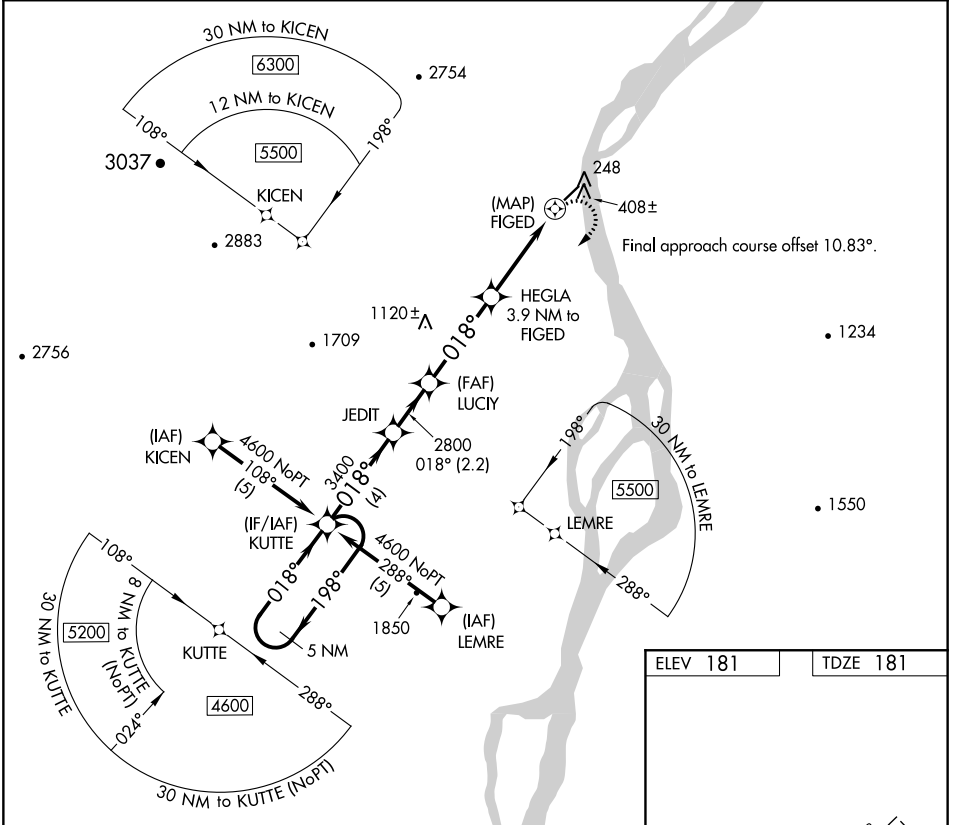 30 NM to KICEN
6300
2754
12 NM to KICEN
108°
198°
5500
3037
KICEN
2883
248
(MAP)
FIGED
408±
Final approach course offset 10.83°.
HEGLA
3.9 NM to
FIGED
1120±
018°
1709
1234
2756
(FAF)
LUCIY
JEDIT
2800
018° (2.2)
(IAF)
KICEN
4600 NoPT
108°
(5)
3400
018°
(4)
198°
30 NM to LEMRE
5500
LEMRE
288°
1550
(IF/IAF)
KUTTE
4600 NoPT
288°
(5)
018°
198°
1850
(IAF)
LEMRE
5 NM
108°
30 NM to KUTTE
5200
8 NM to KUTTE
(NoPT)
KUTTE
288°
4600
024°
30 NM to KUTTE (NoPT)
ELEV 181
TDZE 181